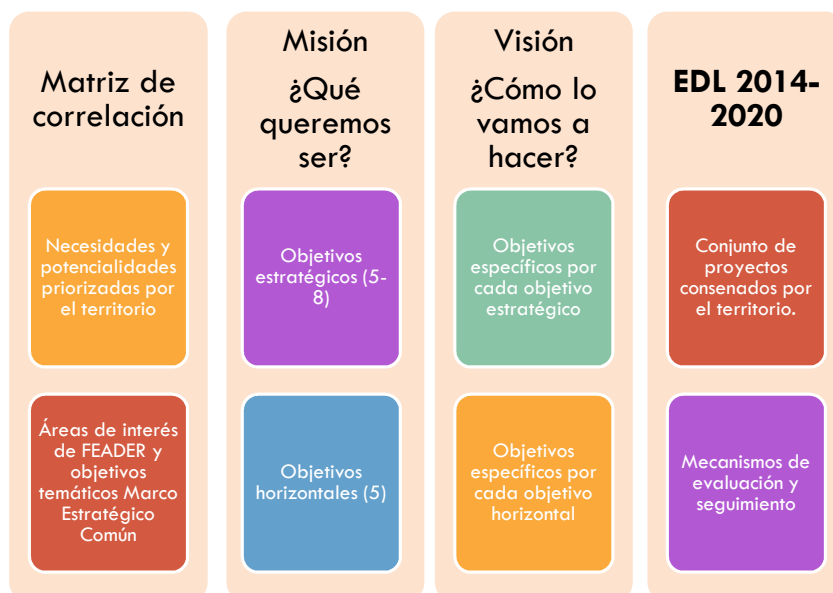 Matriz de
correlación
Necesidades y
potencialidades
priorizadas por
el territorio
Áreas de interés
de FEADER y
objetivos
temáticos Marco
Estratégico
Común
Misión
¿Qué
queremos
ser?
Objetivos
estratégicos (5-
8)
Objetivos
horizontales (5)
Visión
¿Cómo lo
vamos a
hacer?
Objetivos
específicos por
cada objetivo
estratégico
Objetivos
específicos por
cada objetivo
horizontal
EDL 2014-
2020
Conjunto de
proyectos
consenados por
el territorio.
Mecanismos de
evaluación y
seguimiento